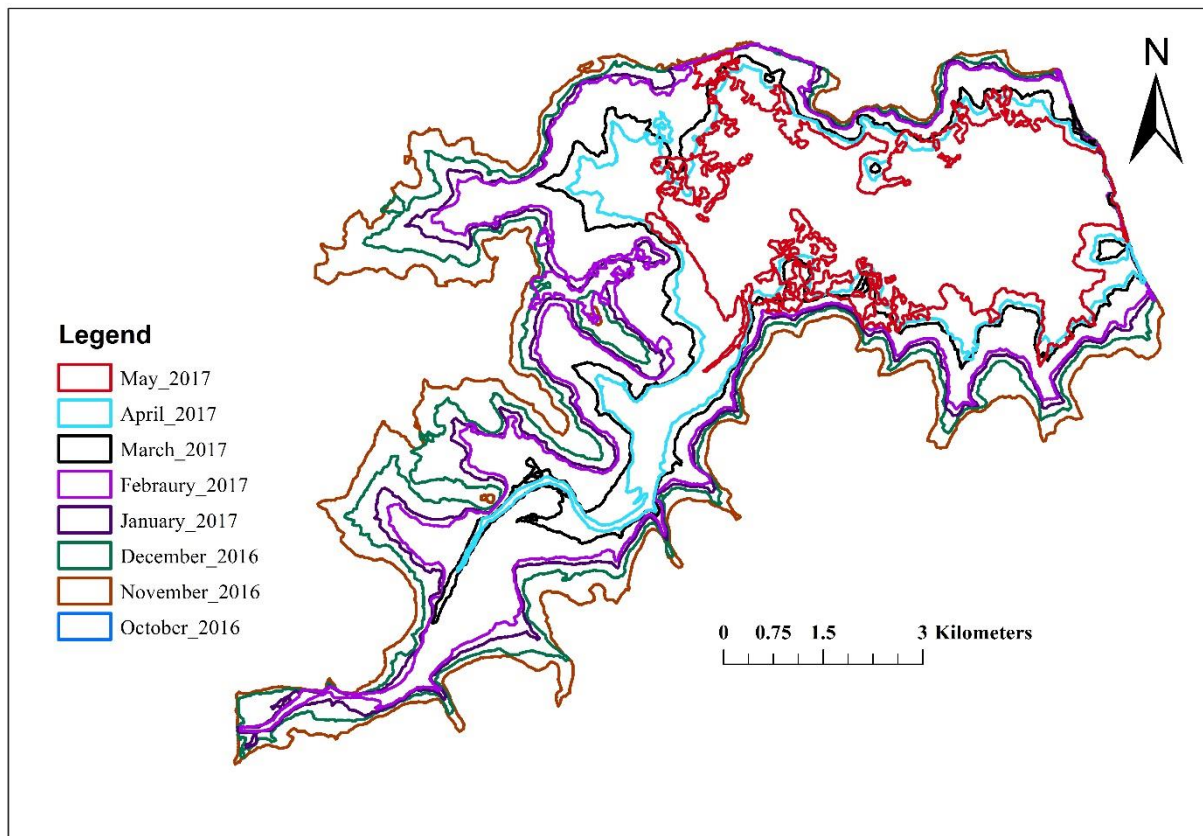 N
Legend
May_2017
April_2017
March_2017
Febraury_2017
January_2017
December_2016
November_2016
October_2016
0 0.75 1.5 3 Kilometers